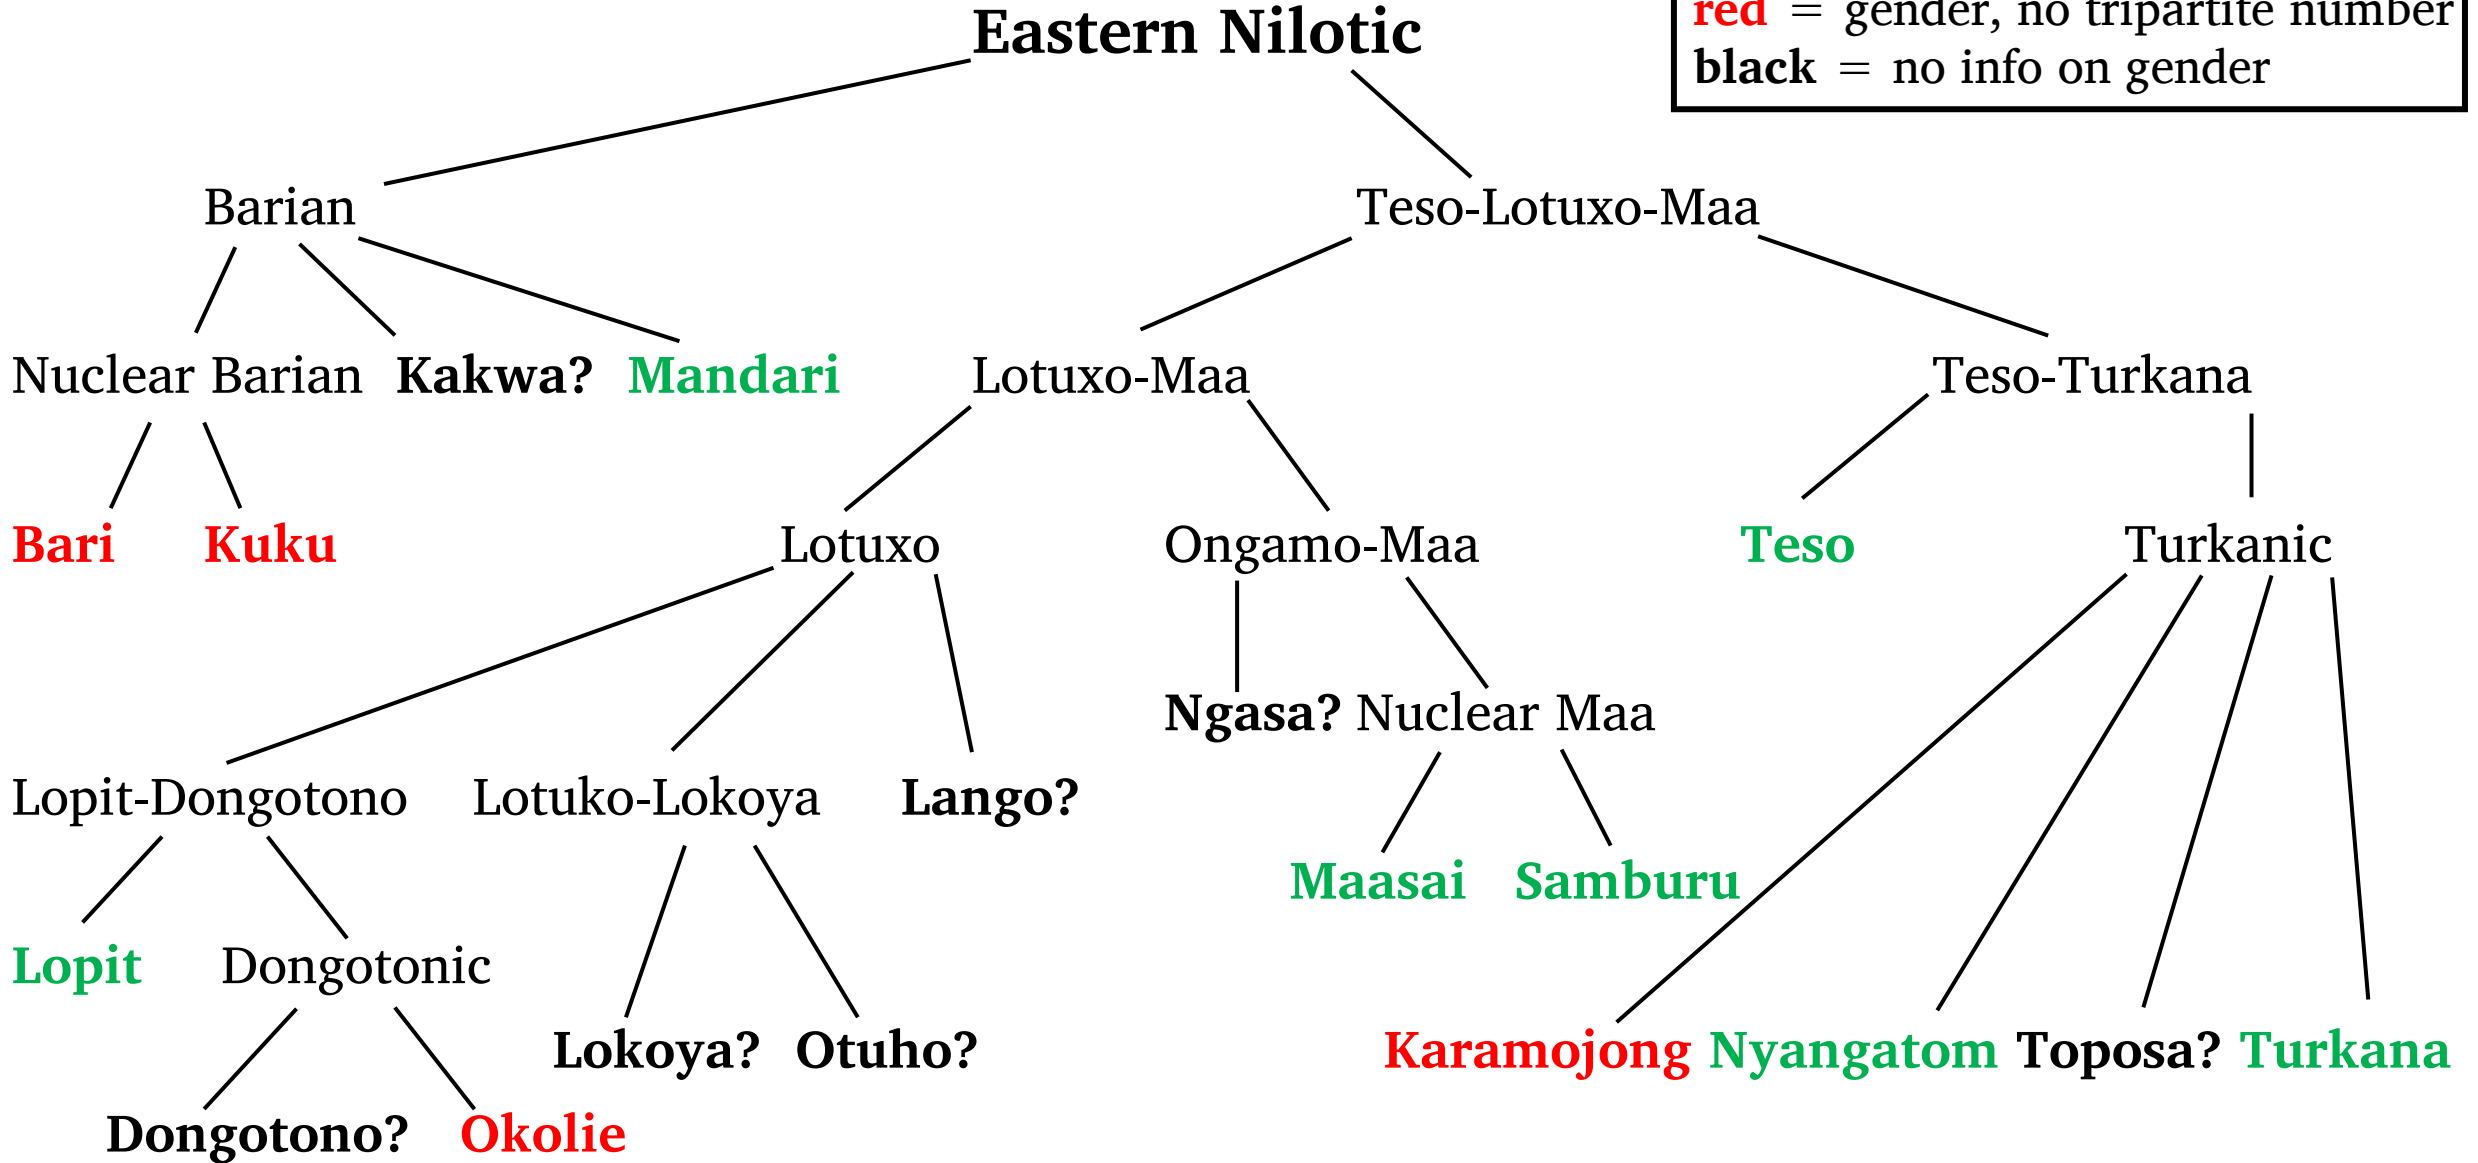 Eastern Nilotic
red = gender, no tripartite number
black = no info on gender
Barian Teso-Lotuxo-Maa
Nuclear Barian Kakwa? Mandari Lotuxo-Maa Teso-Turkana
Bari Kuku Lotuxo Ongamo-Maa Teso Turkanic
Ngasa? Nuclear Maa
Lopit-Dongotono Lotuko-Lokoya Lango?
Maasai Samburu
Lopit Dongotonic
Lokoya? Otuho? Karamojong Nyangatom Toposa? Turkana
Dongotono? Okolie